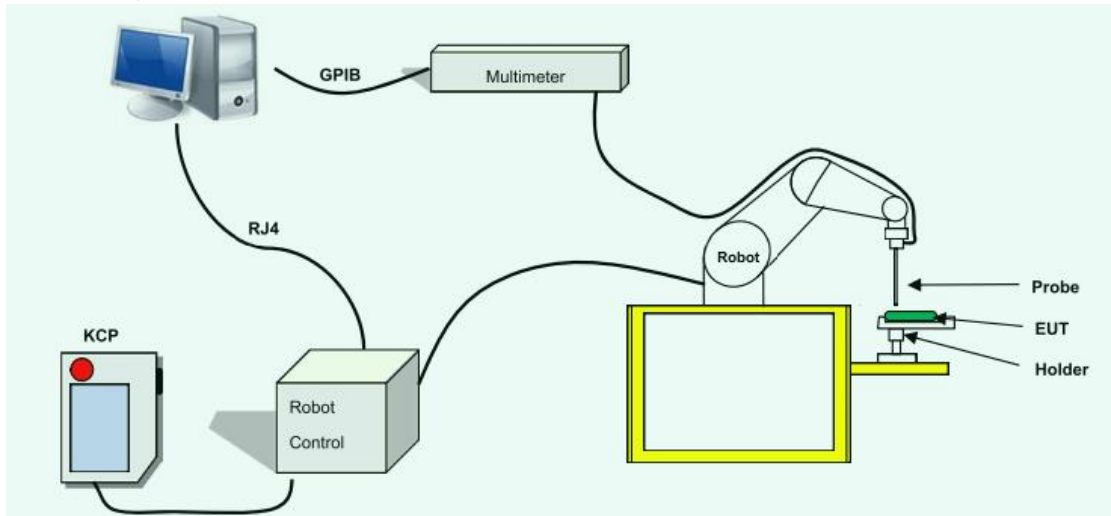 GPIB
Multimeter
RJ4
Robot
Probe
EUT
Holder
KCP
Robot
Control